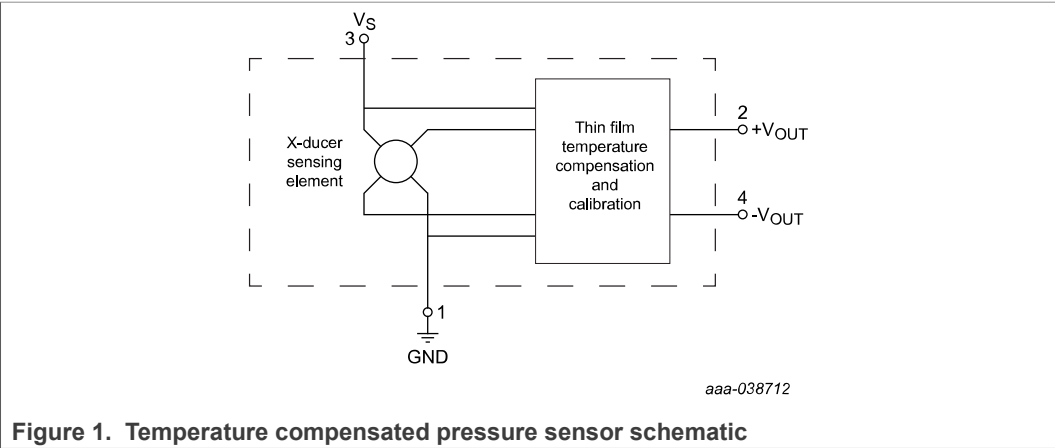 VS
3
X-ducer
sensing
element
Thin film
temperature
compensation
and
calibration
2
+VOUT
4
-VOUT
1
GND
aaa-038712
Figure 1. Temperature compensated pressure sensor schematic